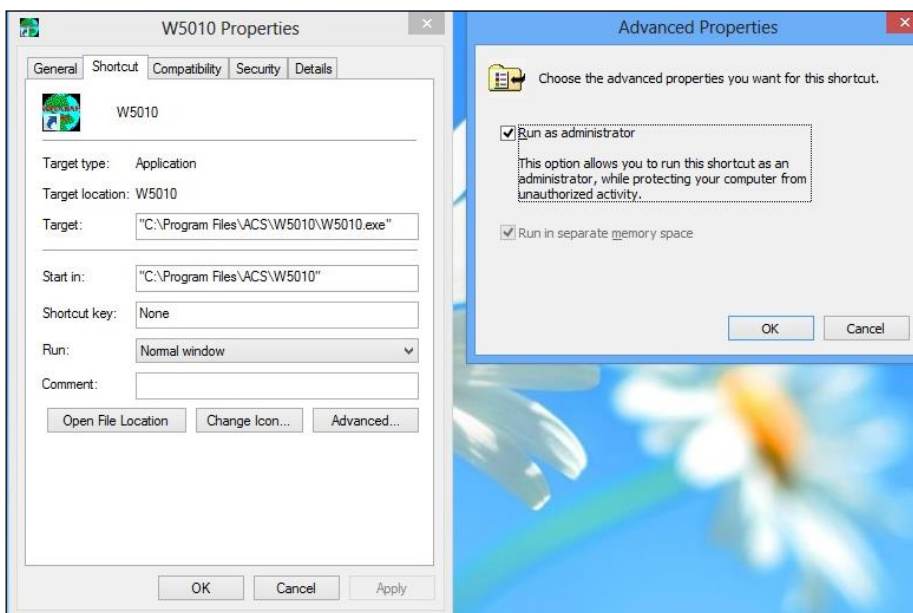 W5010 Properties
General
Shortcut
Compatibility
Security
Details
W5010
Target type: Application
Target location: W5010
Target: "C:\Program Files\ACS\W5010\W5010.exe"
Start in: "C:\Program Files\ACS\W5010"
Shortcut key: None
Run: Normal window
Comment:
Open File Location
Change Icon...
Advanced...
OK
Cancel
Apply
Advanced Properties
Choose the advanced properties you want for this shortcut.
Run as administrator
This option allows you to run this shortcut as an
administrator, while protecting your computer from
unauthorized activity.
Run in separate memory space
OK
Cancel